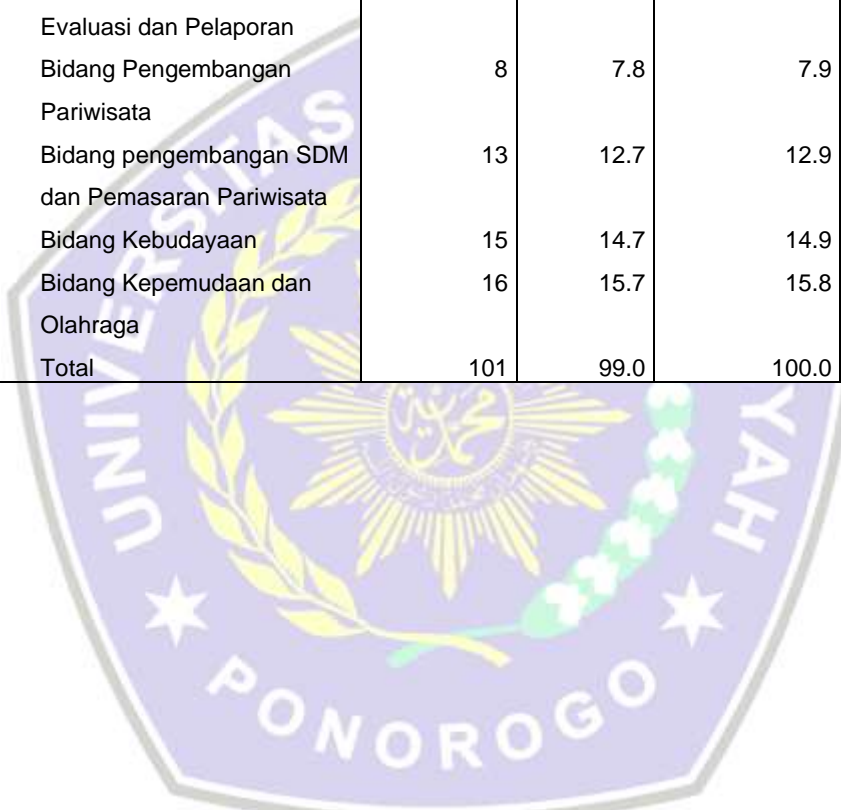 Evaluasi dan Pelaporan
Bidang Pengembangan 8 7.8 7.9
Pariwisata
Bidang pengembangan SDM 13 12.7 12.9
dan Pemasaran Pariwisata
Bidang Kebudayaan 15 14.7 14.9
Bidang Kepemudaan dan 16 15.7 15.8
Olahraga
Total 101 99.0 100.0
UNIVERSITAS
YAH
PONOROGO